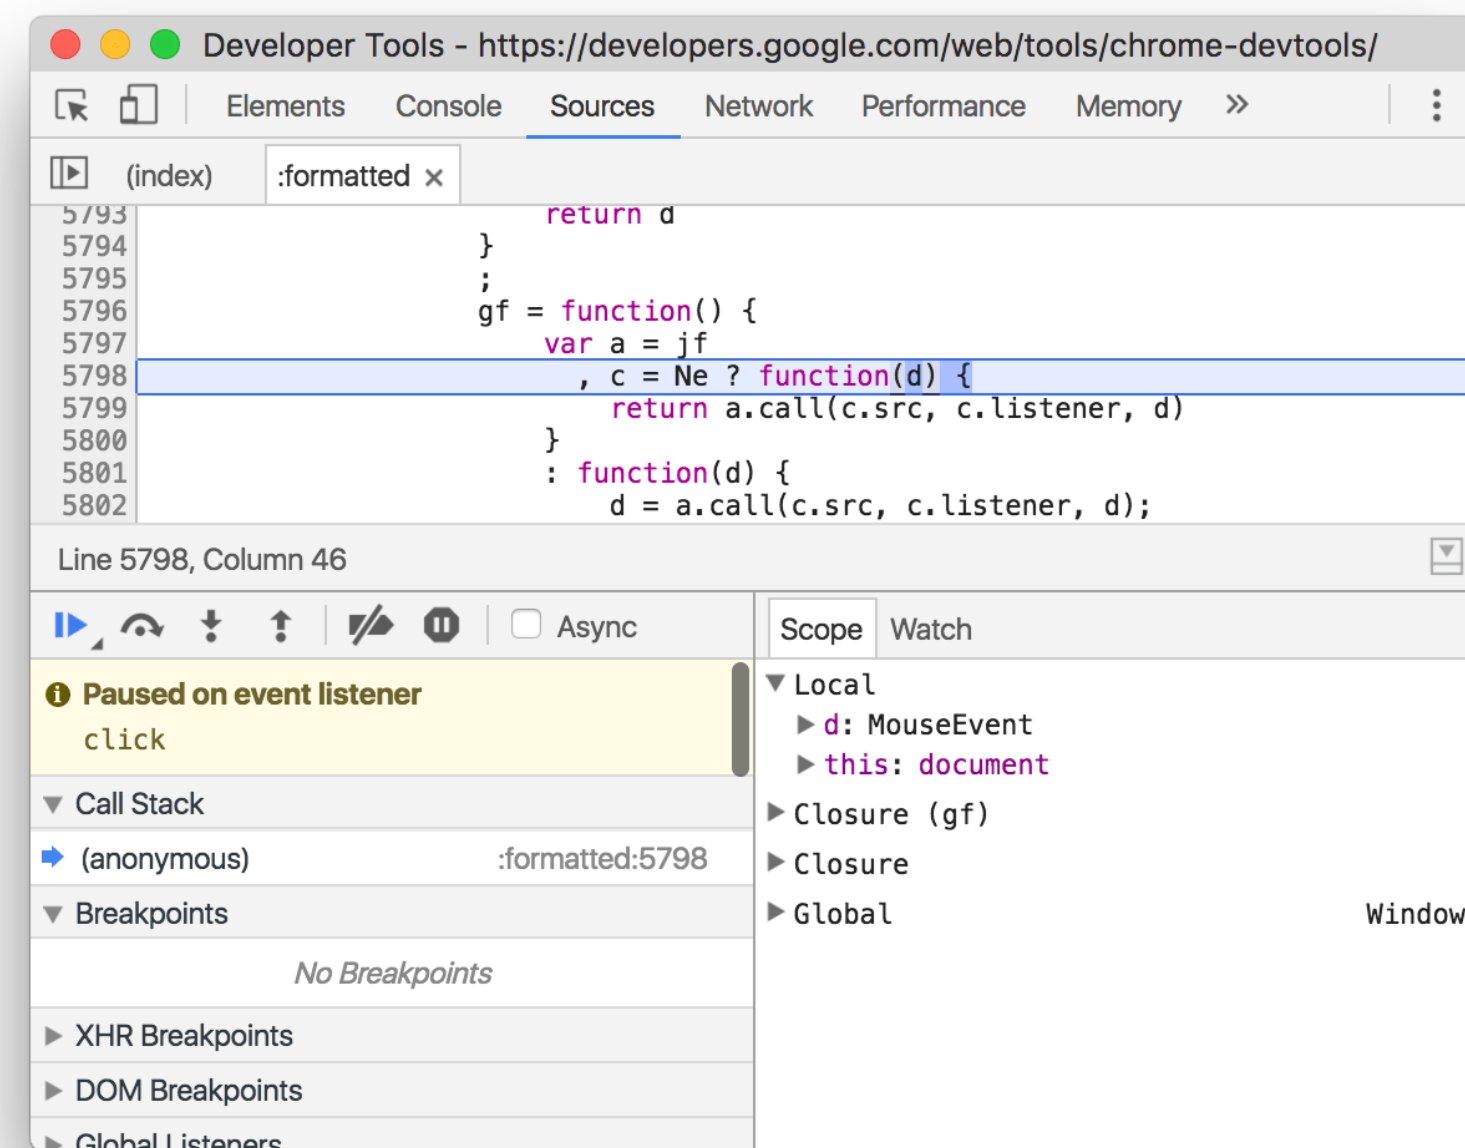 Developer Tools - https://developers.google.com/web/tools/chrome-devtools/
Elements Console Sources Network Performance Memory »
(index) :formatted ×
5793 return d
5794 }
5795 ;
5796 gf = function() {
5797 var a = jf
5798 , c = Ne ? function(d) {
5799 return a.call(c.src, c.listener, d)
5800 }
5801 : function(d) {
5802 d = a.call(c.src, c.listener, d);
Line 5798, Column 46
Async
Paused on event listener
click
Call Stack
(anonymous) :formatted:5798
Breakpoints
No Breakpoints
XHR Breakpoints
DOM Breakpoints
Global Listeners
Scope Watch
Local
d: MouseEvent
this: document
Closure (gf)
Closure
Global Window